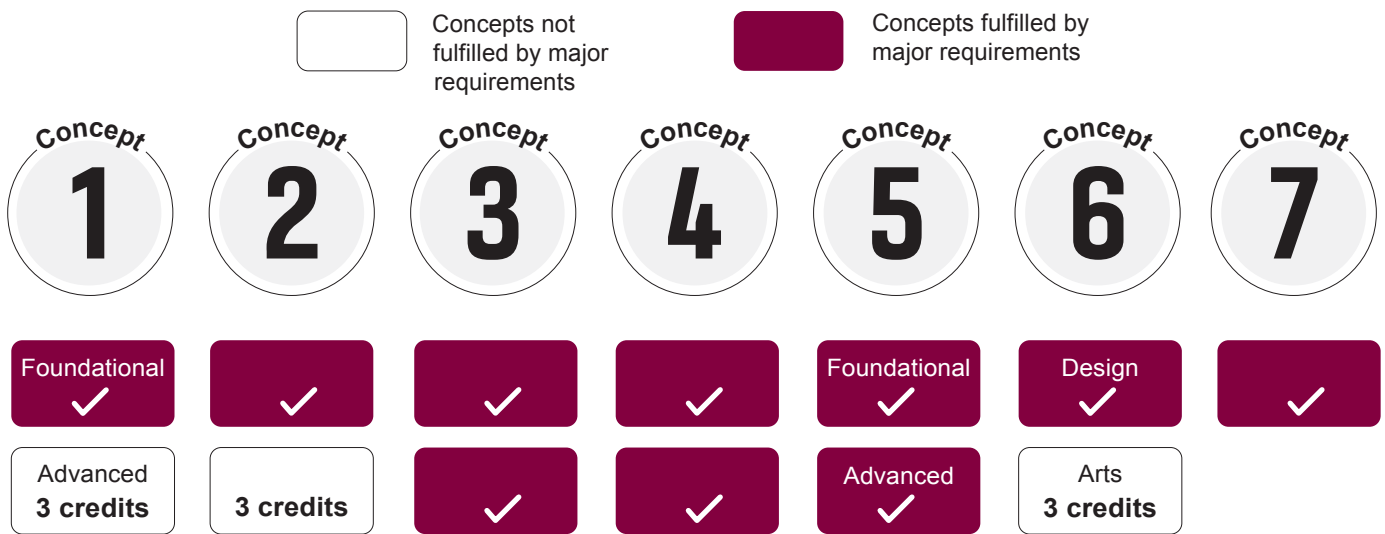 Concepts not
fulfilled by major
requirements
Concepts fulfilled by
major requirements
Concept
1
Concept
2
Concept
3
Concept
4
Concept
5
Concept
6
Concept
7
Foundational
Foundational
Design
Advanced
3 credits
3 credits
Advanced
Arts
3 credits